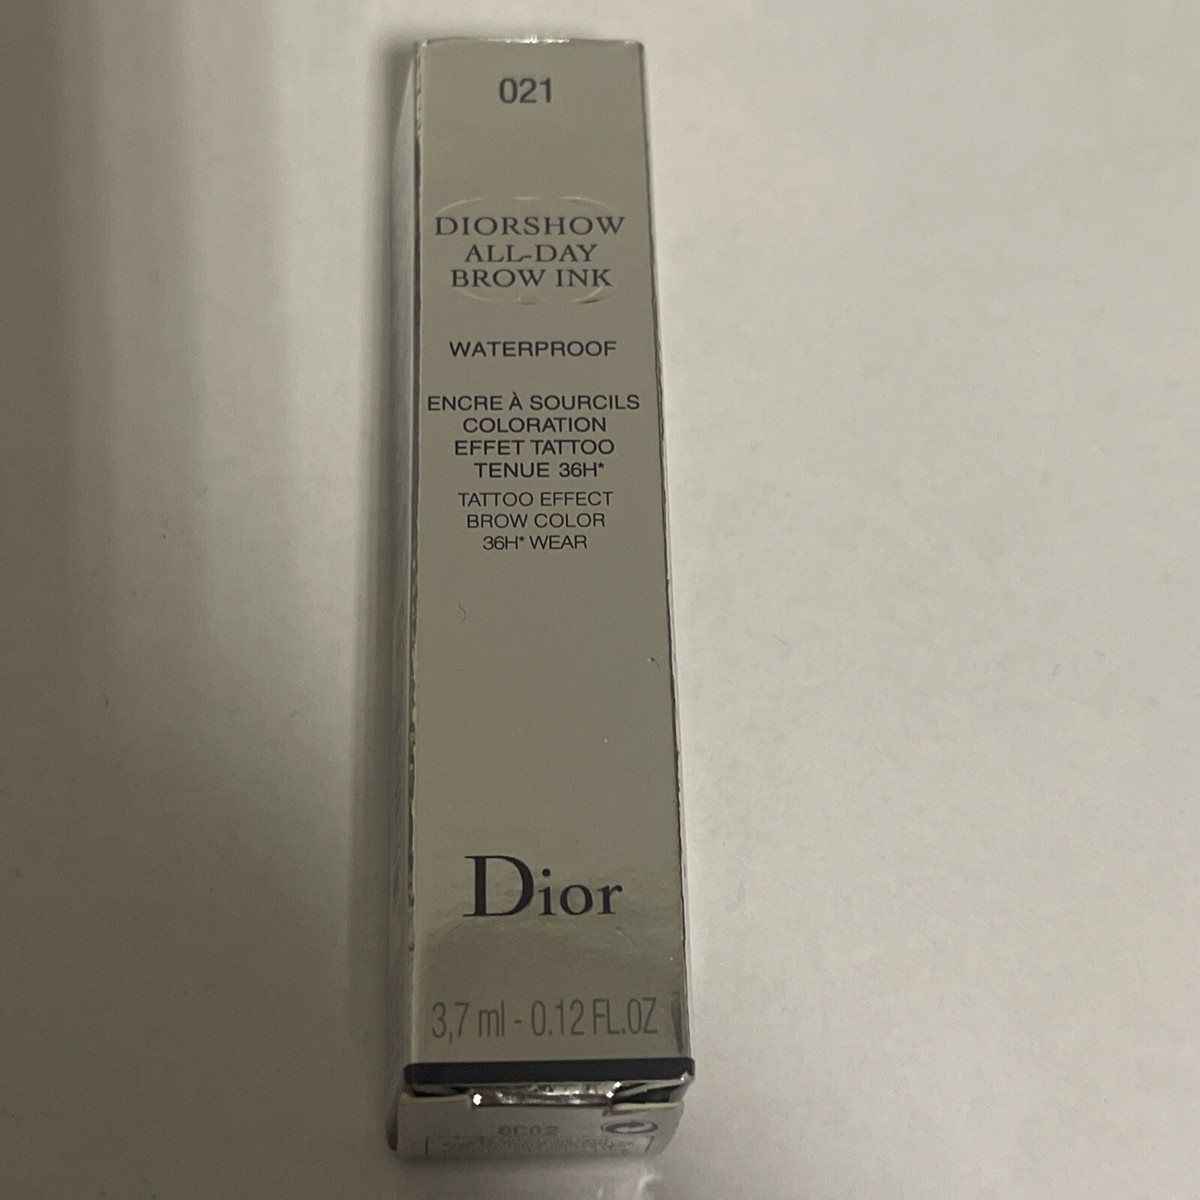 021
DIORSHOW
ALL-DAY
BROW INK
WATERPROOF
ENCRE À SOURCILS
COLORATION
EFFET TATTOO
TENUE 36H*
TATTOO EFFECT
BROW COLOR
36H* WEAR
Dior
3,7 ml - 0.12 FL.OZ